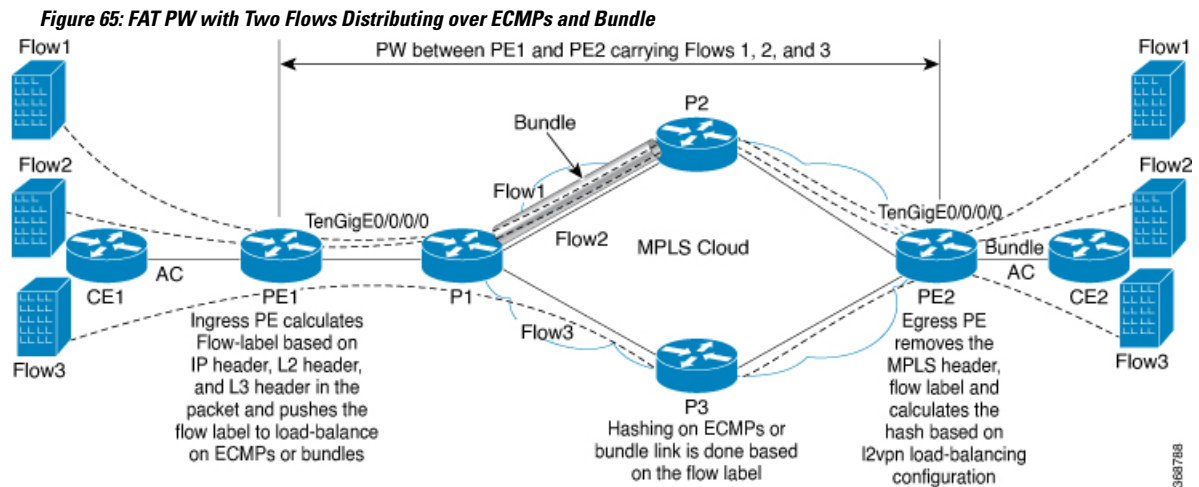 Figure 65: FAT PW with Two Flows Distributing over ECMPs and Bundle
Flow1
PW between PE1 and PE2 carrying Flows 1, 2, and 3
Flow1
P2
Bundle
Flow2
Flow1
Flow2
TenGigE0/0/0/0
Flow2
MPLS Cloud
TenGigE0/0/0/0
Bundle
AC
AC
CE1
PE1
P1
PE2
CE2
Flow3
Flow3
Flow3
Ingress PE calculates
Flow-label based on
IP header, L2 header,
and L3 header in the
packet and pushes the
flow label to load-balance
on ECMPs or bundles
P3
Hashing on ECMPs or
bundle link is done based
on the flow label
Egress PE
removes the
MPLS header,
flow label and
calculates the
hash based on
l2vpn load-balancing
configuration
368788